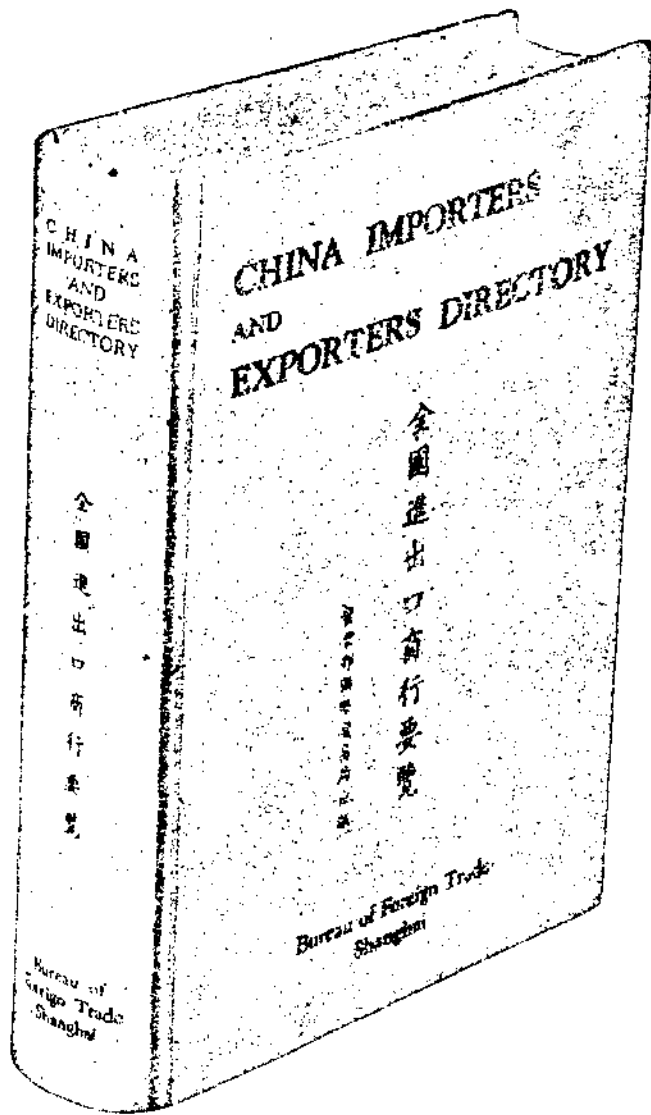 CHINA
IMPORTERS
AND
EXPORTERS
DIRECTORY
全國進出口商行要覽
Bureau of
Foreign Trade
Shanghai
CHINA IMPORTERS
AND
EXPORTERS DIRECTORY
全國進出口商行要覽
Bureau of Foreign Trade
Shanghai